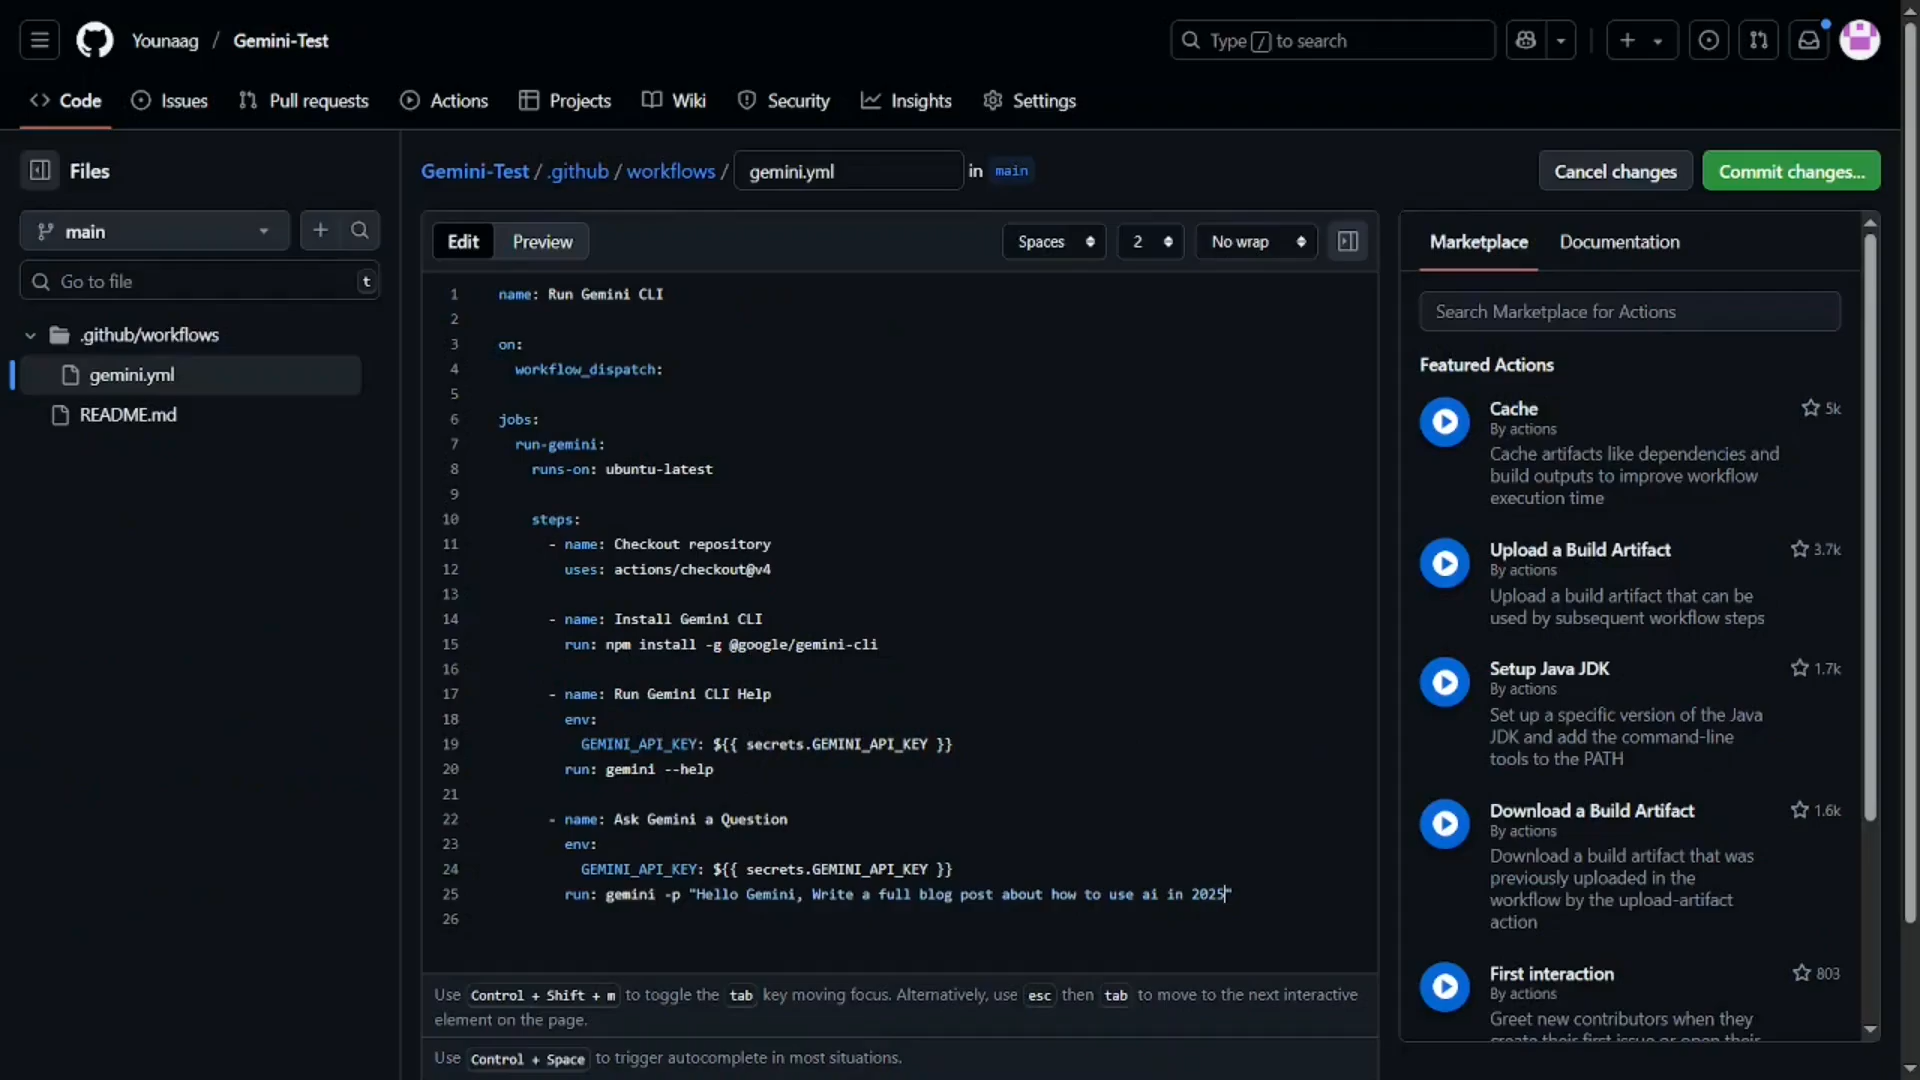 Younaag / Gemini-Test
Type / to search
Code
Issues
Pull requests
Actions
Projects
Wiki
Security
Insights
Settings
Files
main
Go to file
t
.github/workflows
gemini.yml
README.md
Gemini-Test / .github / workflows / gemini.yml in main
Cancel changes
Commit changes...
Edit
Preview
Spaces
2
No wrap
1 name: Run Gemini CLI
2
3 on:
4 workflow_dispatch:
5
6 jobs:
7 run-gemini:
8 runs-on: ubuntu-latest
9
10 steps:
11 - name: Checkout repository
12 uses: actions/checkout@v4
13
14 - name: Install Gemini CLI
15 run: npm install -g @google/gemini-cli
16
17 - name: Run Gemini CLI Help
18 env:
19 GEMINI_API_KEY: ${{ secrets.GEMINI_API_KEY }}
20 run: gemini --help
21
22 - name: Ask Gemini a Question
23 env:
24 GEMINI_API_KEY: ${{ secrets.GEMINI_API_KEY }}
25 run: gemini -p "Hello Gemini, Write a full blog post about how to use ai in 2025"
26
Use Control + Shift + m to toggle the tab key moving focus. Alternatively, use esc then tab to move to the next interactive
element on the page.
Use Control + Space to trigger autocomplete in most situations.
Marketplace
Documentation
Search Marketplace for Actions
Featured Actions
Cache
5k
By actions
Cache artifacts like dependencies and
build outputs to improve workflow
execution time
Upload a Build Artifact
3.7k
By actions
Upload a build artifact that can be
used by subsequent workflow steps
Setup Java JDK
1.7k
By actions
Set up a specific version of the Java
JDK and add the command-line
tools to the PATH
Download a Build Artifact
1.6k
By actions
Download a build artifact that was
previously uploaded in the
workflow by the upload-artifact
action
First interaction
803
By actions
Greet new contributors when they
create their first issue or open their